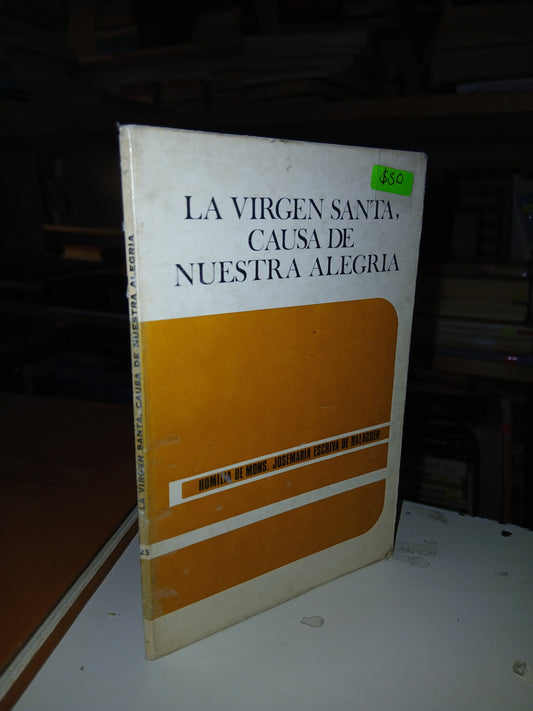 $50
LA VIRGEN SANTA,
CAUSA DE
NUESTRA ALEGRIA
HOMILIA DE MONS. JOSEMARIA ESCRIVA DE BALAGUER
LA VIRGEN SANTA, CAUSA DE NUESTRA ALEGRIA
25